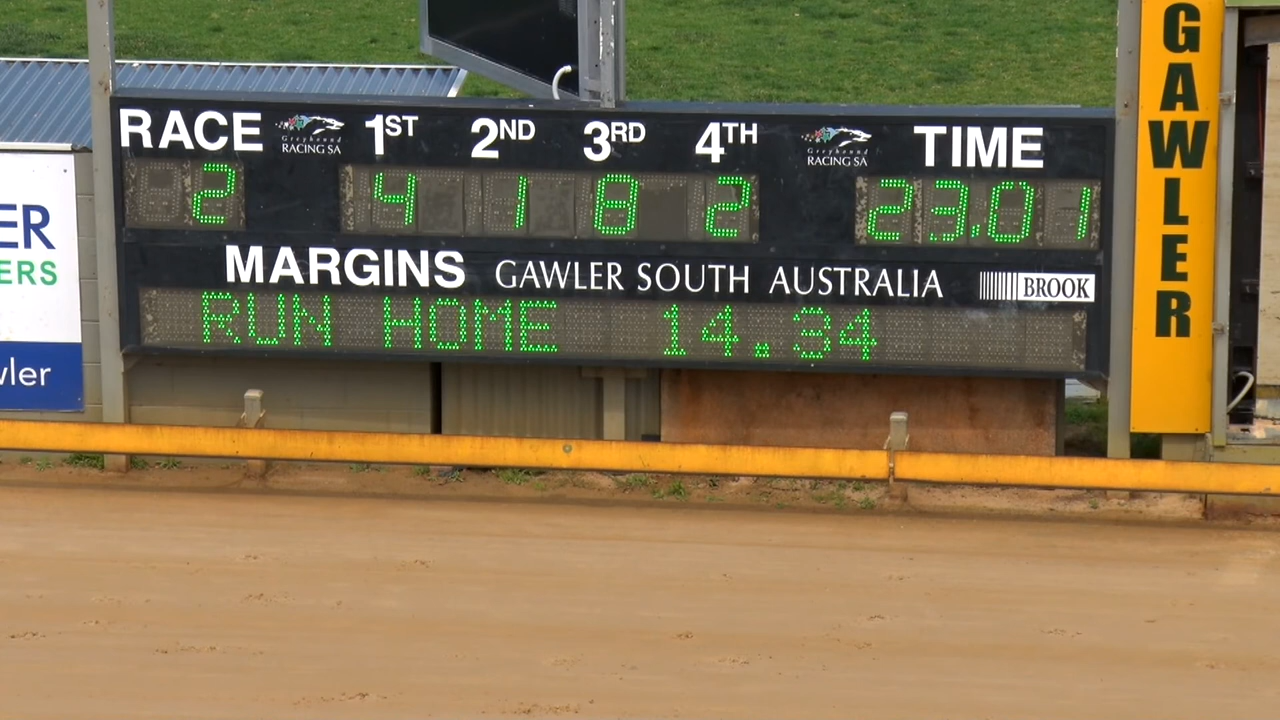 RACE Greyhound RACING SA 1ST 2ND 3RD 4TH Greyhound RACING SA TIME
2 4 1 8 2 23.01
MARGINS GAWLER SOUTH AUSTRALIA BROOK
RUN HOME 14.34
GAWLER
ER
ERS
wler